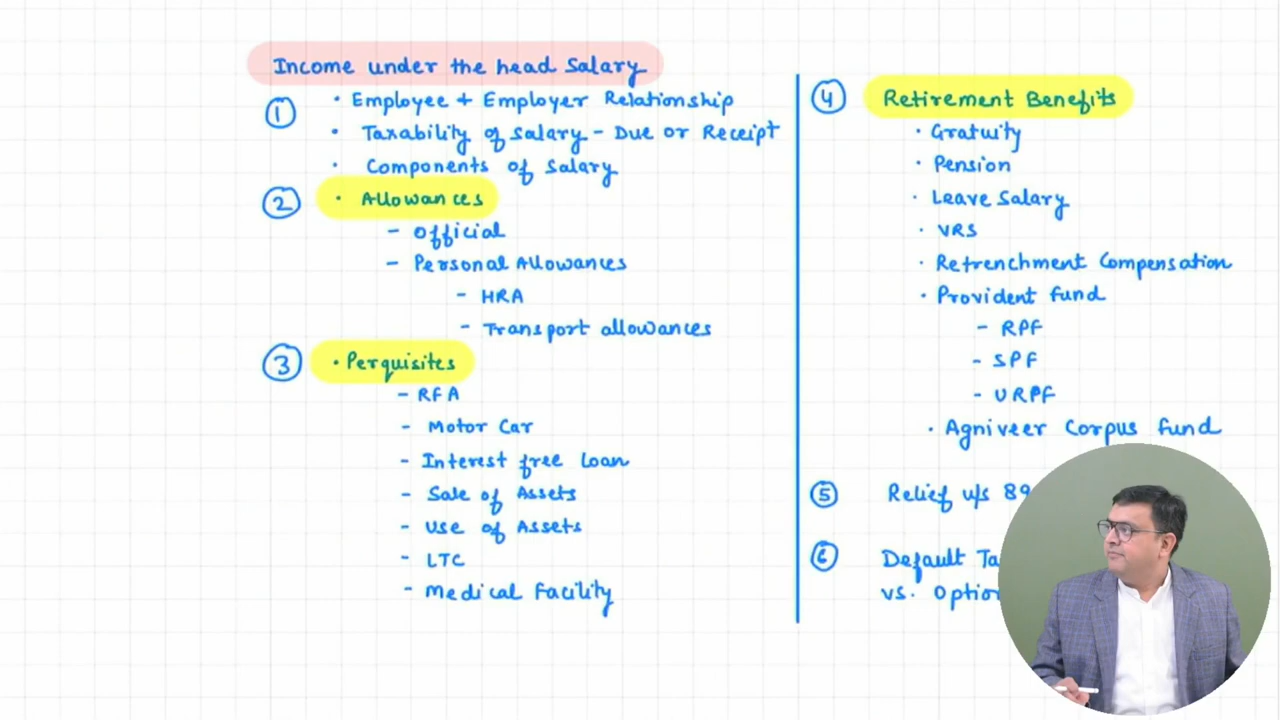 Income under the head Salary
① • Employee + Employer Relationship
• Taxability of Salary - Due or Receipt
• Components of Salary
② • Allowances
- Official
- Personal Allowances
- HRA
- Transport allowances
③ • Perquisites
- RFA
- Motor Car
- Interest free Loan
- Sale of Assets
- Use of Assets
- LTC
- Medical Facility
④ Retirement Benefits
• Gratuity
• Pension
• Leave Salary
• VRS
• Retrenchment Compensation
• Provident fund
- RPF
- SPF
- URPF
• Agniveer Corpus fund
⑤ Relief u/s 89
⑥ Default
vs.